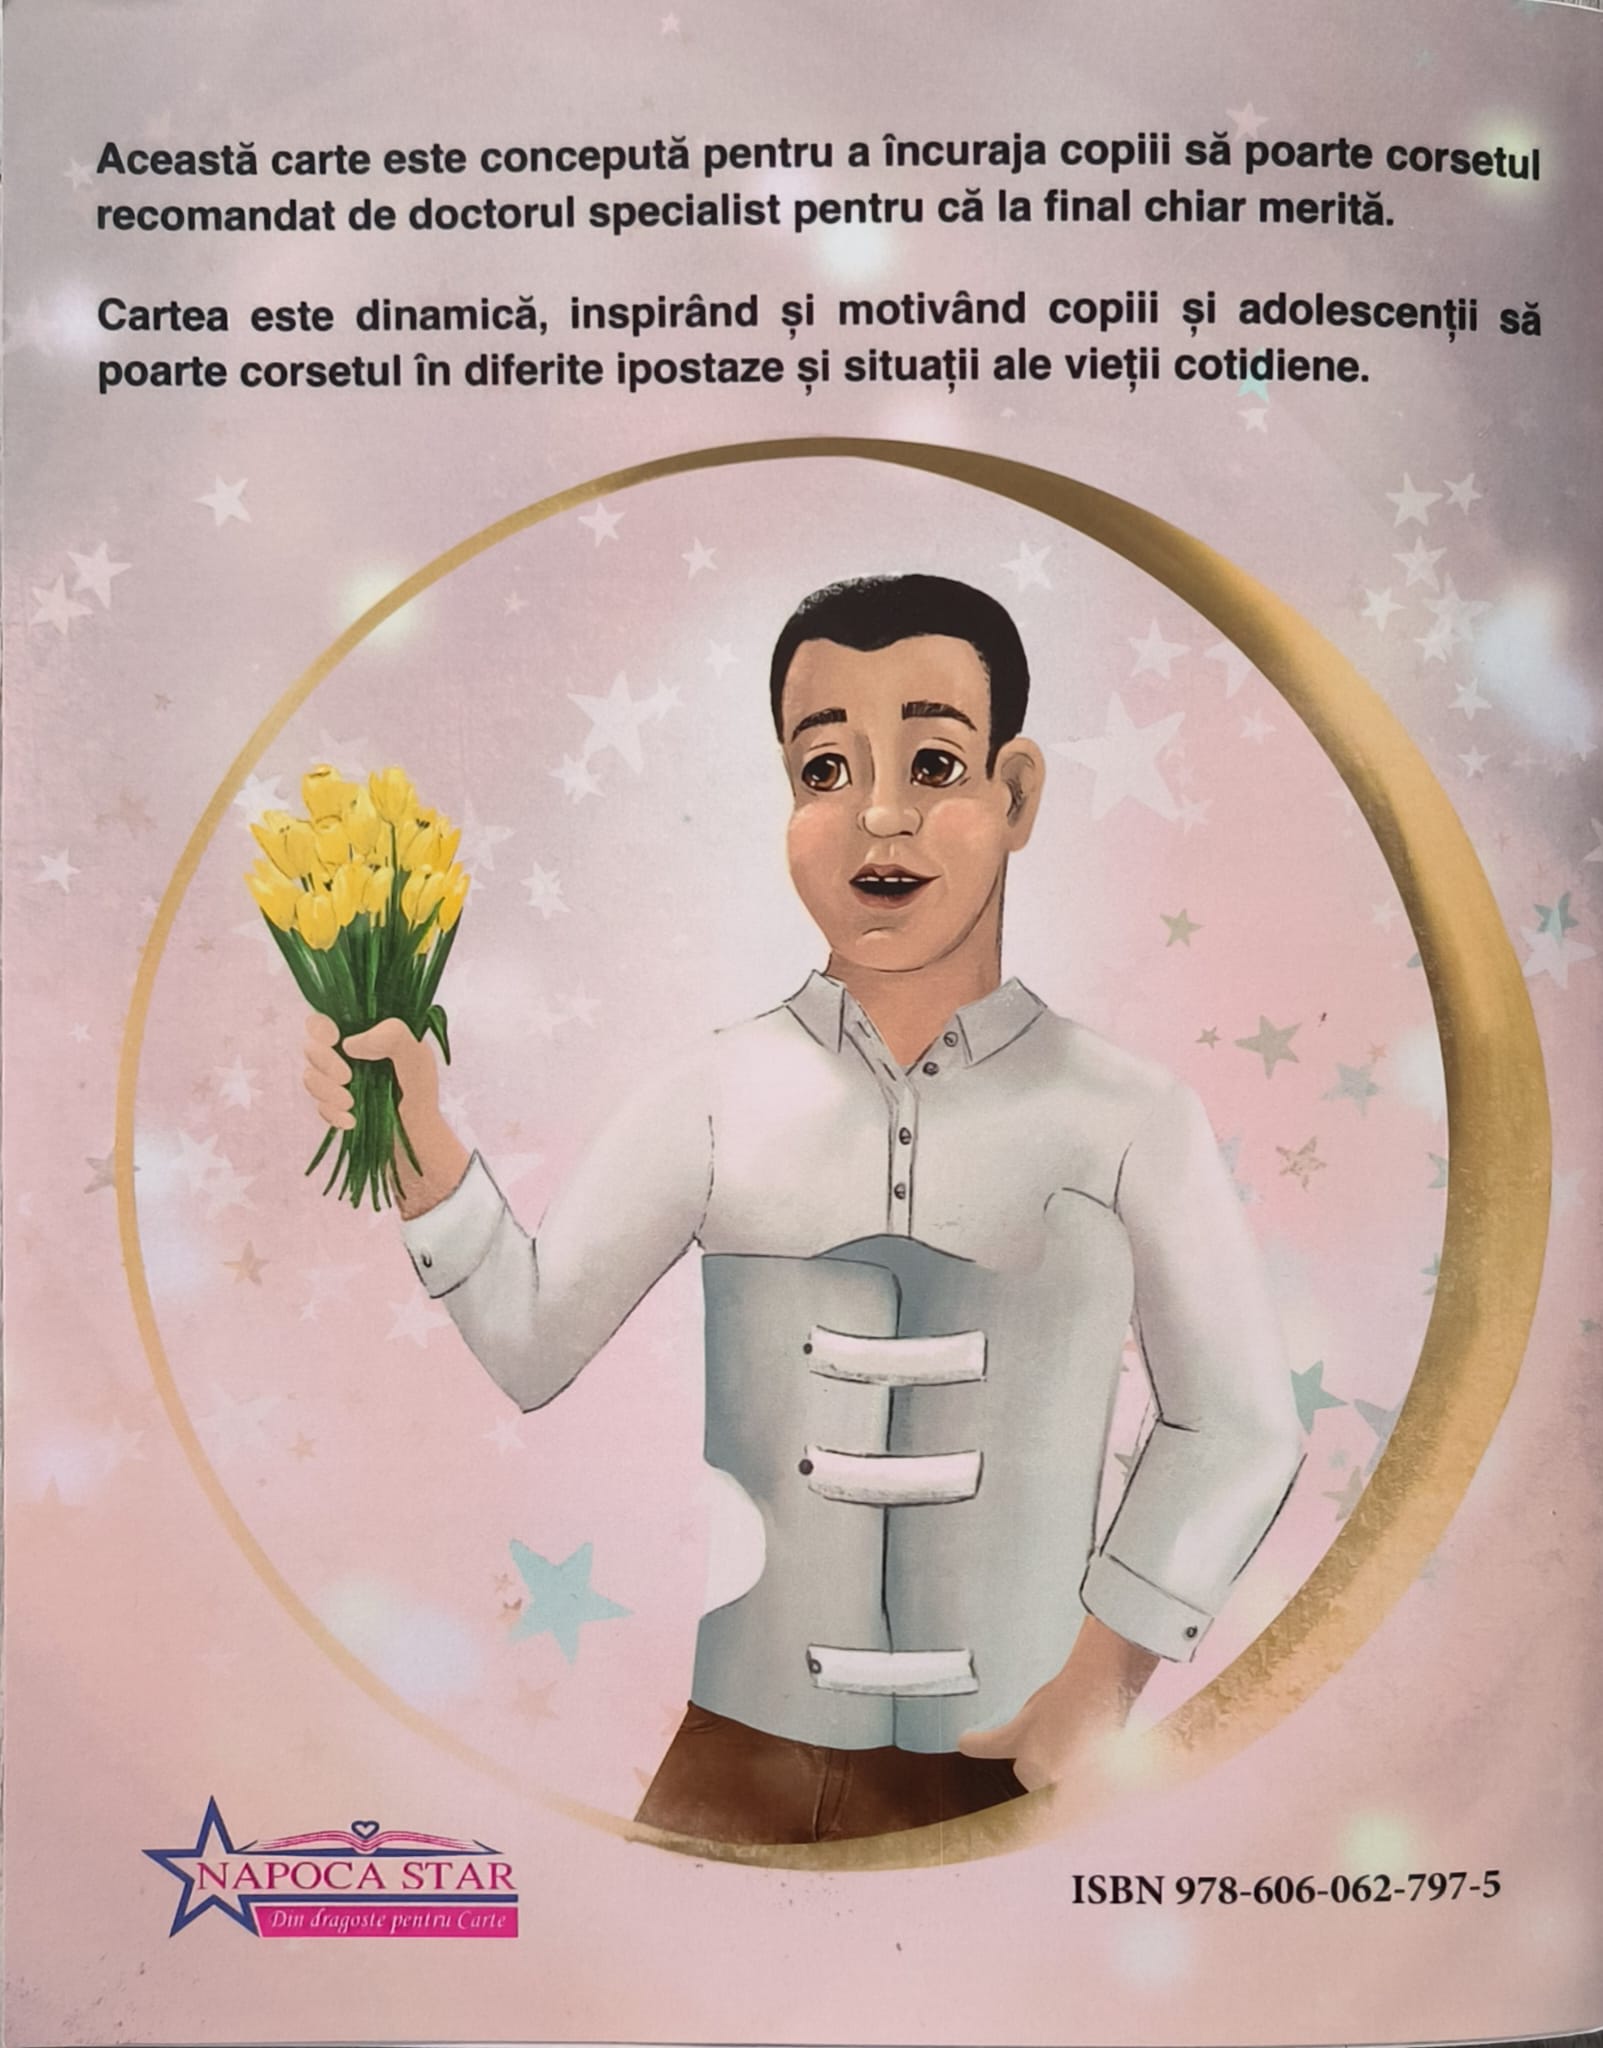 Această carte este concepută pentru a încuraja copiii să poarte corsetul
recomandat de doctorul specialist pentru că la final chiar merită.
Cartea este dinamică, inspirând și motivând copiii și adolescenții să
poarte corsetul în diferite ipostaze și situații ale vieții cotidiene.
NAPOCA STAR
Din dragoste pentru Carte
ISBN 978-606-062-797-5